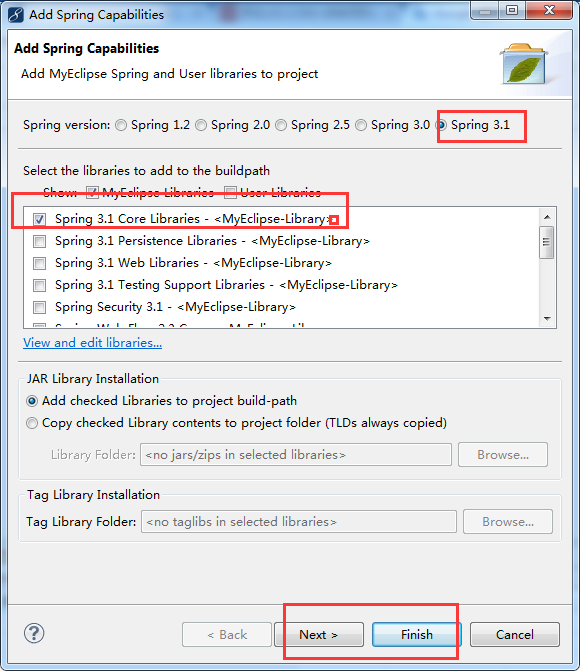 Add Spring Capabilities
Add Spring Capabilities
Add MyEclipse Spring and User libraries to project
Spring version: Spring 1.2 Spring 2.0 Spring 2.5 Spring 3.0 Spring 3.1
Select the libraries to add to the buildpath
Show: MyEclipse Libraries User Libraries
Spring 3.1 Core Libraries - <MyEclipse-Library>
Spring 3.1 Persistence Libraries - <MyEclipse-Library>
Spring 3.1 Web Libraries - <MyEclipse-Library>
Spring 3.1 Testing Support Libraries - <MyEclipse-Library>
Spring Security 3.1 - <MyEclipse-Library>
View and edit libraries...
JAR Library Installation
Add checked Libraries to project build-path
Copy checked Library contents to project folder (TLDs always copied)
Library Folder: <no jars/zips in selected libraries> Browse...
Tag Library Installation
Tag Library Folder: <no taglibs in selected libraries> Browse...
? < Back Next > Finish Cancel